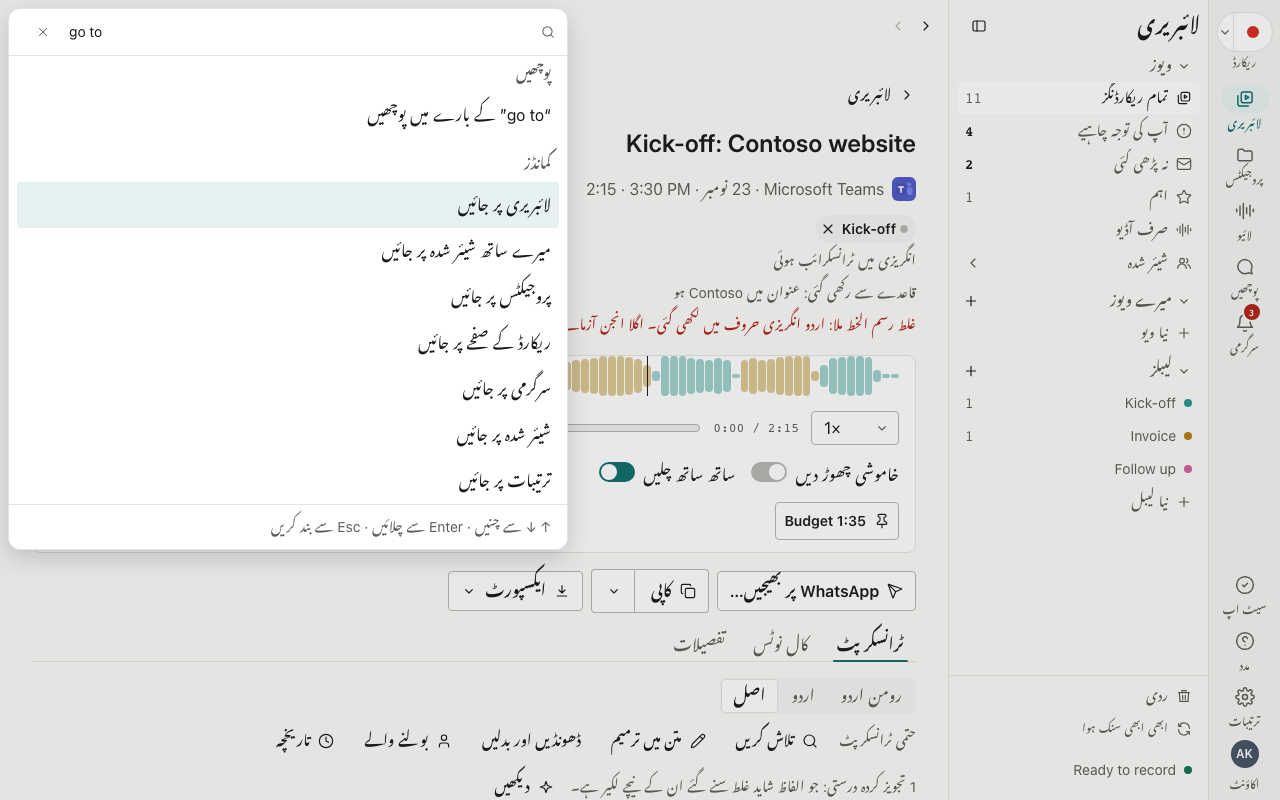 go to
پوچھیں
"go to" کے بارے میں پوچھیں
کمانڈز
لائبریری پر جائیں
میرے ساتھ شیئر شدہ پر جائیں
پروجیکٹس پر جائیں
ریکارڈ کے صفحے پر جائیں
سرگرمی پر جائیں
شیئر شدہ پر جائیں
ترتیبات پر جائیں
↑ ↓ سے چنیں · Enter سے چلائیں · Esc سے بند کریں
ریکارڈ
لائبریری
پروجیکٹس
لائیو
پوچھیں
3
سرگرمی
سیٹ اپ
مدد
ترتیبات
AK
اکاؤنٹ
لائبریری
ویوز
تمام ریکارڈنگز 11
آپ کی توجہ چاہیے 4
نہ پڑھی گئی 2
اہم 1
صرف آڈیو
شیئر شدہ
میرے ویوز
نیا ویو
لیبلز
Kick-off 1
Invoice 1
Follow up
نیا لیبل
ردی
ابھی ابھی سنک ہوا
Ready to record
لائبریری
Kick-off: Contoso website
Microsoft Teams · 23 نومبر · 3:30 PM · 2:15
Kick-off
انگریزی میں ٹرانسکرائب ہوئی
قاعدے سے رکھی گئی: عنوان میں Contoso ہو
غلط رسم الخط ملا: اردو انگریزی حروف میں لکھی گئی۔ اگلا انجن
1×
0:00 / 2:15
خاموشی چھوڑ دیں
ساتھ ساتھ چلیں
Budget 1:35
WhatsApp پر بھیجیں...
کاپی
ایکسپورٹ
ٹرانسکرپٹ
کال نوٹس
تفصیلات
رومن اردو
اردو
اصل
حتمی ٹرانسکرپٹ
تلاش کریں
متن میں ترمیم
ڈھونڈیں اور بدلیں
بولنے والے
تاریخچہ
1 تجویز کردہ درستی: جو الفاظ شاید غلط سنے گئے ان کے نیچے لکیر ہے۔
دیکھیں